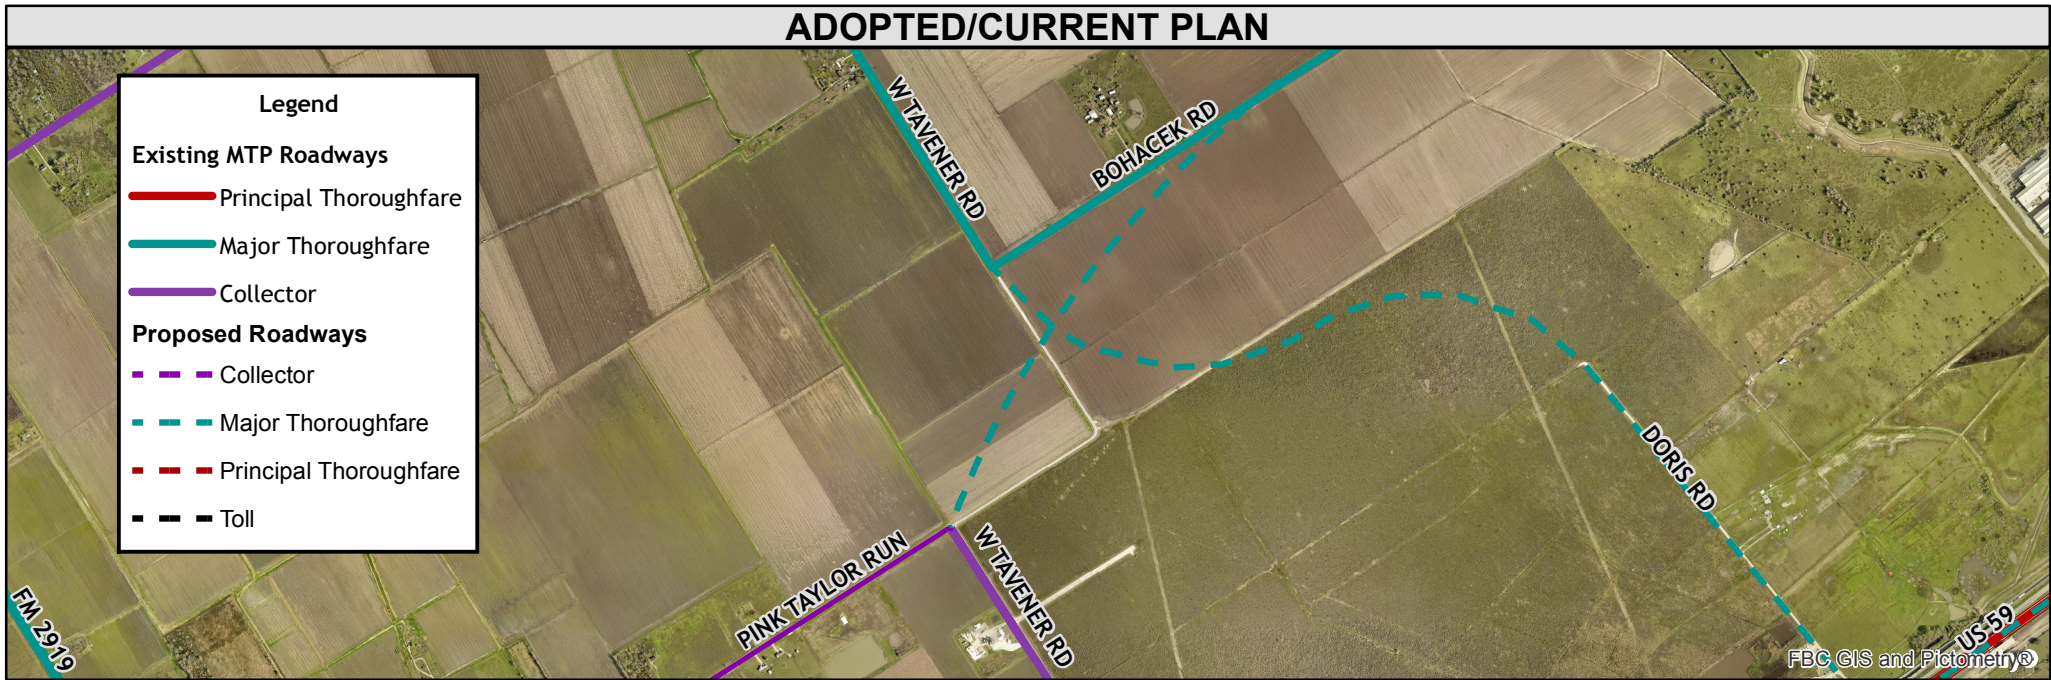 ADOPTED/CURRENT PLAN
Legend
Existing MTP Roadways
Principal Thoroughfare
Major Thoroughfare
Collector
Proposed Roadways
Collector
Major Thoroughfare
Principal Thoroughfare
Toll
W TAVENER RD
BOHACEK RD
DORIS RD
PINK TAYLOR RUN
W TAVENER RD
FM 2919
US 59
FBC GIS and Pictometry®